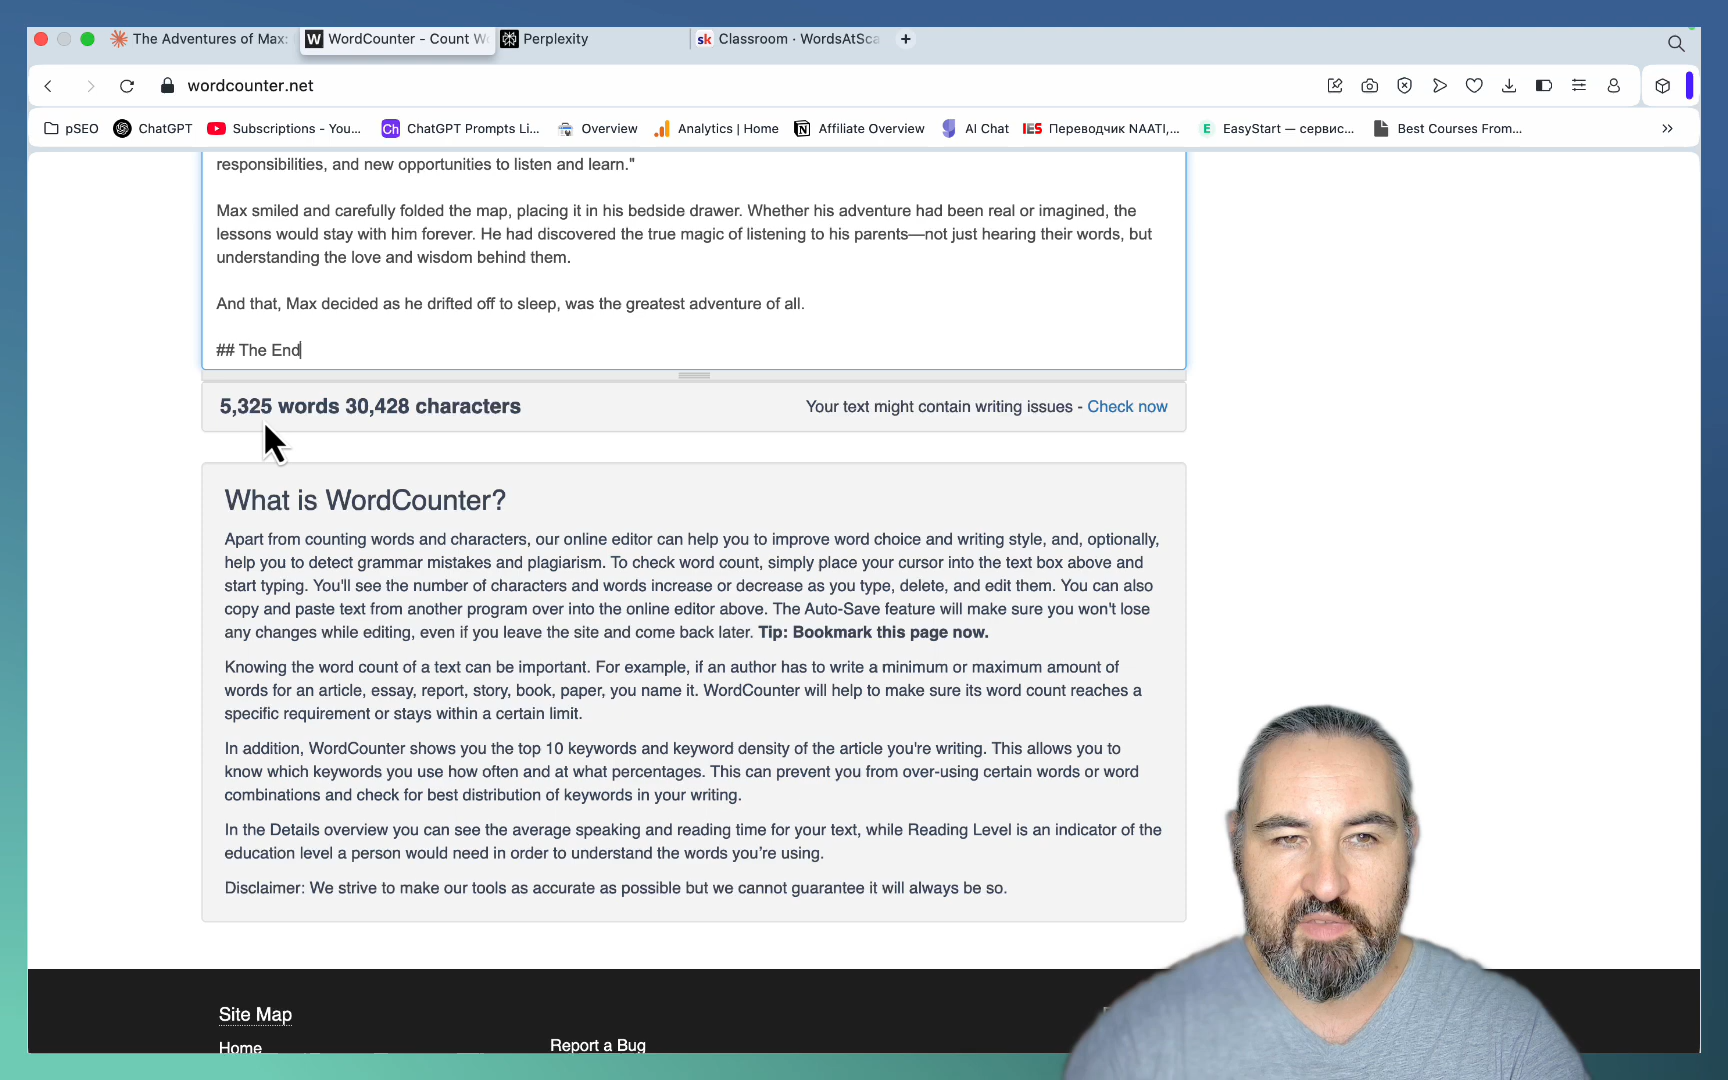 The Adventures of Max:
W WordCounter - Count W
Perplexity
sk Classroom · WordsAtSca
wordcounter.net
pSEO
ChatGPT
Subscriptions - You...
Ch ChatGPT Prompts Li...
Overview
Analytics | Home
Affiliate Overview
AI Chat
IES Переводчик NAATI,...
E EasyStart — сервис...
Best Courses From...
responsibilities, and new opportunities to listen and learn."
Max smiled and carefully folded the map, placing it in his bedside drawer. Whether his adventure had been real or imagined, the
lessons would stay with him forever. He had discovered the true magic of listening to his parents—not just hearing their words, but
understanding the love and wisdom behind them.
And that, Max decided as he drifted off to sleep, was the greatest adventure of all.
## The End
5,325 words 30,428 characters
Your text might contain writing issues - Check now
What is WordCounter?
Apart from counting words and characters, our online editor can help you to improve word choice and writing style, and, optionally,
help you to detect grammar mistakes and plagiarism. To check word count, simply place your cursor into the text box above and
start typing. You'll see the number of characters and words increase or decrease as you type, delete, and edit them. You can also
copy and paste text from another program over into the online editor above. The Auto-Save feature will make sure you won't lose
any changes while editing, even if you leave the site and come back later. Tip: Bookmark this page now.
Knowing the word count of a text can be important. For example, if an author has to write a minimum or maximum amount of
words for an article, essay, report, story, book, paper, you name it. WordCounter will help to make sure its word count reaches a
specific requirement or stays within a certain limit.
In addition, WordCounter shows you the top 10 keywords and keyword density of the article you're writing. This allows you to
know which keywords you use how often and at what percentages. This can prevent you from over-using certain words or word
combinations and check for best distribution of keywords in your writing.
In the Details overview you can see the average speaking and reading time for your text, while Reading Level is an indicator of the
education level a person would need in order to understand the words you're using.
Disclaimer: We strive to make our tools as accurate as possible but we cannot guarantee it will always be so.
Site Map
Home
Report a Bug